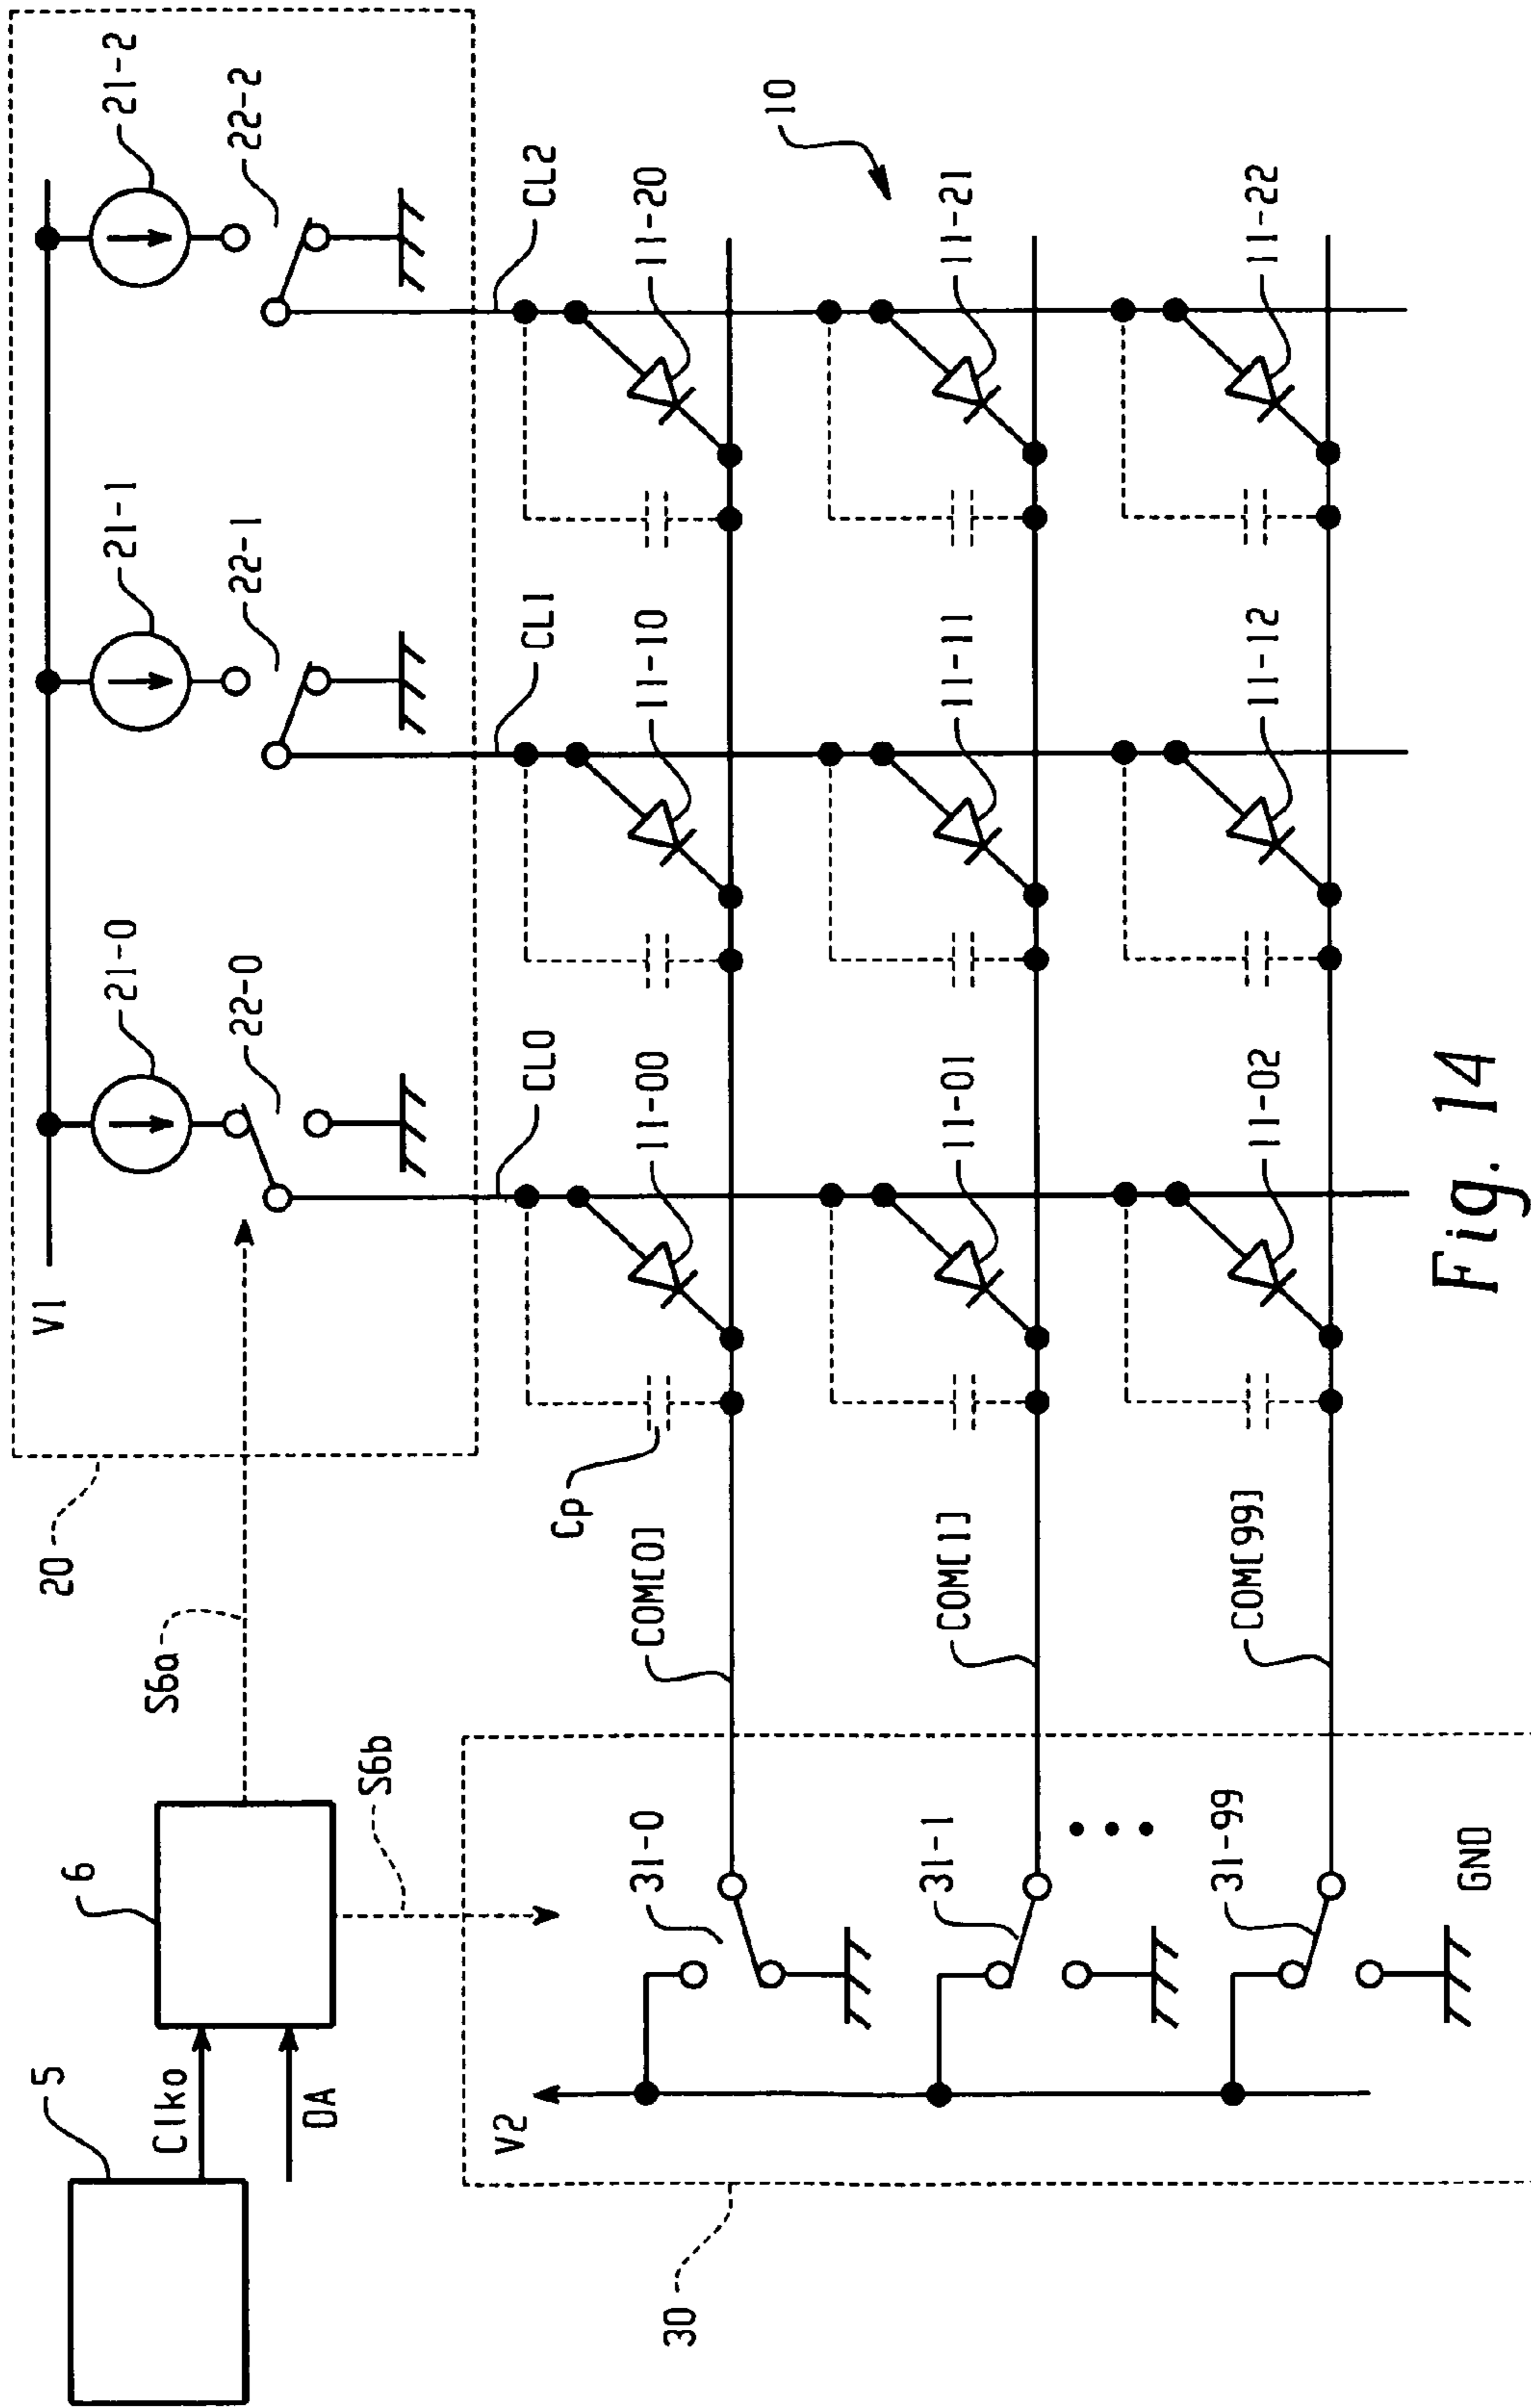 5
Clko
DA
6
S6a
S6b
20
V1
21-0
21-1
21-2
22-0
22-1
22-2
CL0
CL1
CL2
10
Cp
11-00
11-10
11-20
COM[0]
11-01
11-11
11-21
COM[1]
11-02
11-12
11-22
COM[99]
30
V2
31-0
31-1
31-99
GND
Fig. 14